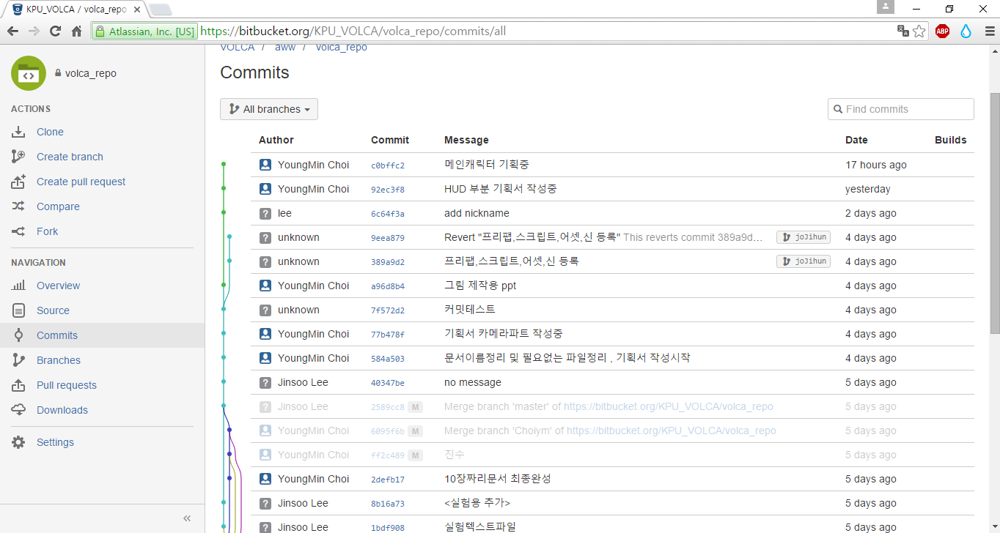 KPU_VOLCA / volca_repo
Atlassian, Inc. [US] https://bitbucket.org/KPU_VOLCA/volca_repo/commits/all
ABP
VOLCA / aww / volca_repo
volca_repo
Commits
ACTIONS
Clone
Create branch
Create pull request
Compare
Fork
NAVIGATION
Overview
Source
Commits
Branches
Pull requests
Downloads
Settings
All branches
Find commits
Author Commit Message Date Builds
YoungMin Choi c0bffc2 메인캐릭터 기획중 17 hours ago
YoungMin Choi 92ec3f8 HUD 부분 기획서 작성중 yesterday
lee 6c64f3a add nickname 2 days ago
unknown 9eea879 Revert "프리팹,스크립트,어셋,신 등록" This reverts commit 389a9d… joJihun 4 days ago
unknown 389a9d2 프리팹,스크립트,어셋,신 등록 joJihun 4 days ago
YoungMin Choi a96d8b4 그림 제작용 ppt 4 days ago
unknown 7f572d2 커밋테스트 4 days ago
YoungMin Choi 77b478f 기획서 카메라파트 작성중 4 days ago
YoungMin Choi 584a503 문서이름정리 및 필요없는 파일정리 , 기획서 작성시작 4 days ago
Jinsoo Lee 40347be no message 5 days ago
Jinsoo Lee 2589cc8 M Merge branch 'master' of https://bitbucket.org/KPU_VOLCA/volca_repo 5 days ago
YoungMin Choi 6095f6b M Merge branch 'Choiym' of https://bitbucket.org/KPU_VOLCA/volca_repo 5 days ago
YoungMin Choi ff2c489 M 진수 5 days ago
YoungMin Choi 2defb17 10장짜리문서 최종완성 5 days ago
Jinsoo Lee 8b16a73 <실험용 추가> 5 days ago
Jinsoo Lee 1bdf908 실험텍스트파일 5 days ago